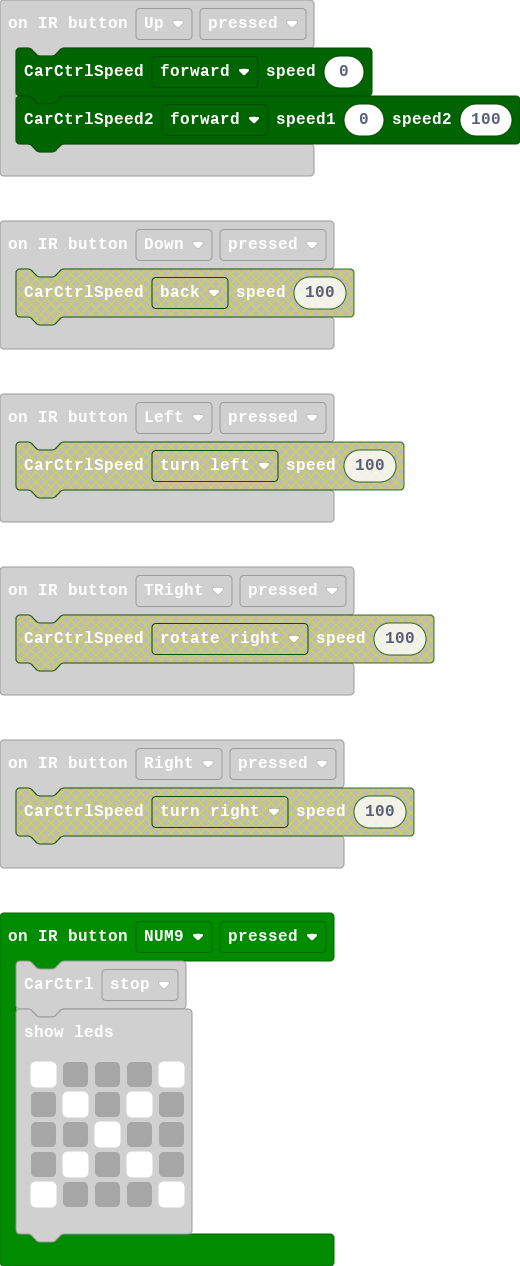 on IR button Up pressed
CarCtrlSpeed forward speed 0
CarCtrlSpeed2 forward speed1 0 speed2 100
on IR button Down pressed
CarCtrlSpeed back speed 100
on IR button Left pressed
CarCtrlSpeed turn left speed 100
on IR button TRight pressed
CarCtrlSpeed rotate right speed 100
on IR button Right pressed
CarCtrlSpeed turn right speed 100
on IR button NUM9 pressed
CarCtrl stop
show leds